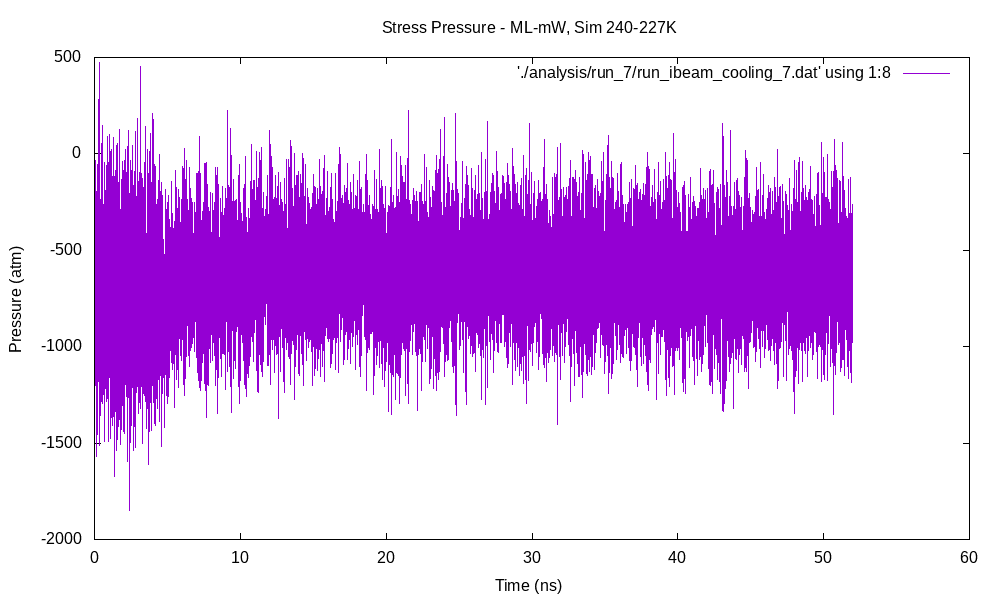 Stress Pressure - ML-mW, Sim 240-227K
'./analysis/run_7/run_ibeam_cooling_7.dat' using 1:8
500
0
-500
-1000
-1500
-2000
Pressure (atm)
0 10 20 30 40 50 60
Time (ns)